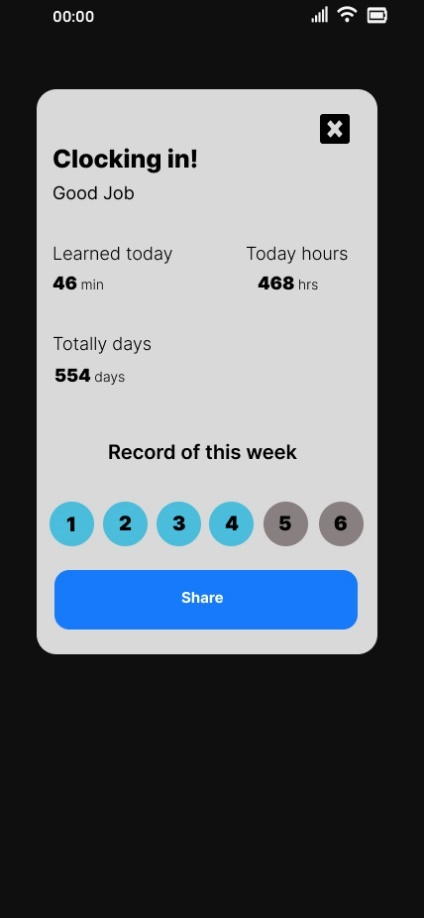 00:00
Clocking in!
Good Job
Learned today
Today hours
46 min
468 hrs
Totally days
554 days
Record of this week
1 2 3 4 5 6
Share